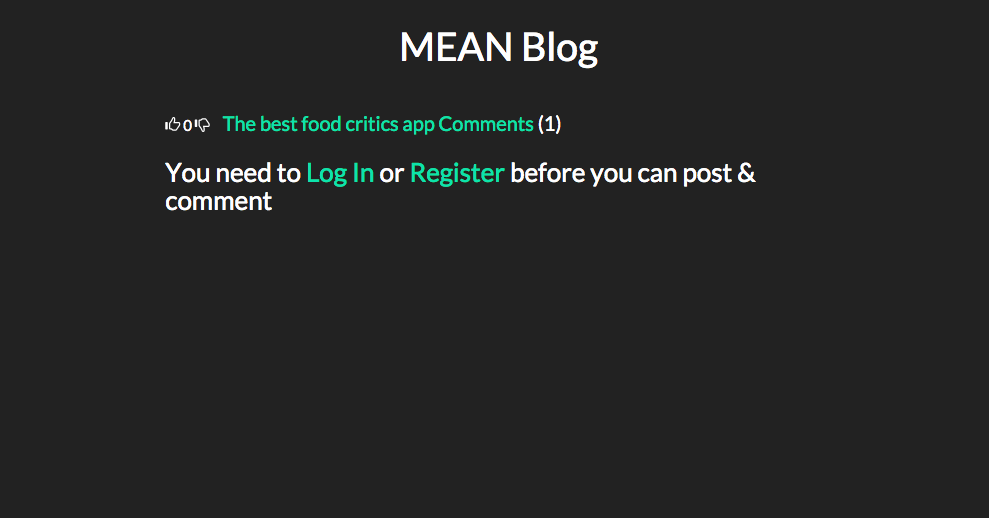 MEAN Blog
0 The best food critics app Comments (1)
You need to Log In or Register before you can post &
comment